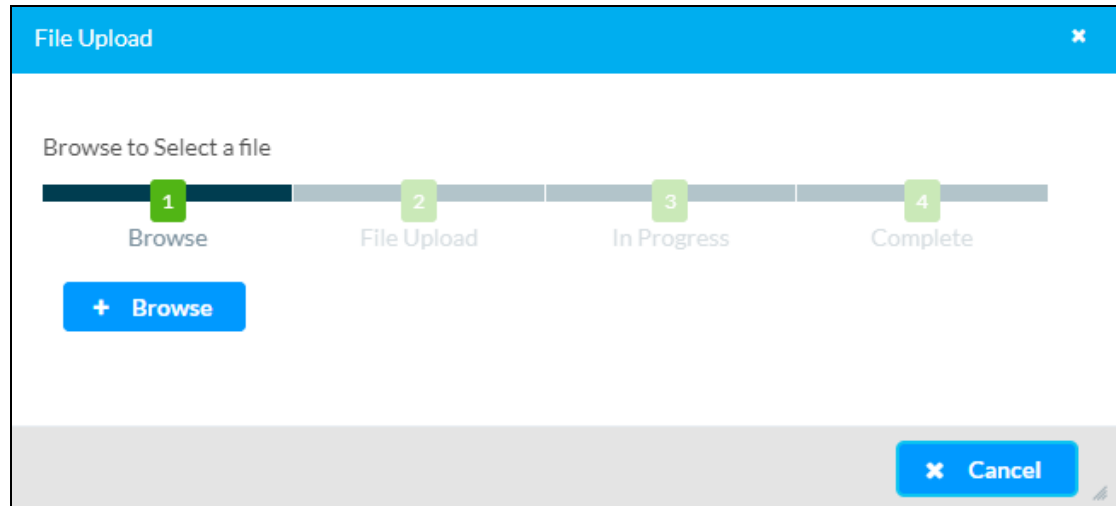 File Upload
Browse to Select a file
1 2 3 4
Browse File Upload In Progress Complete
Browse
Cancel